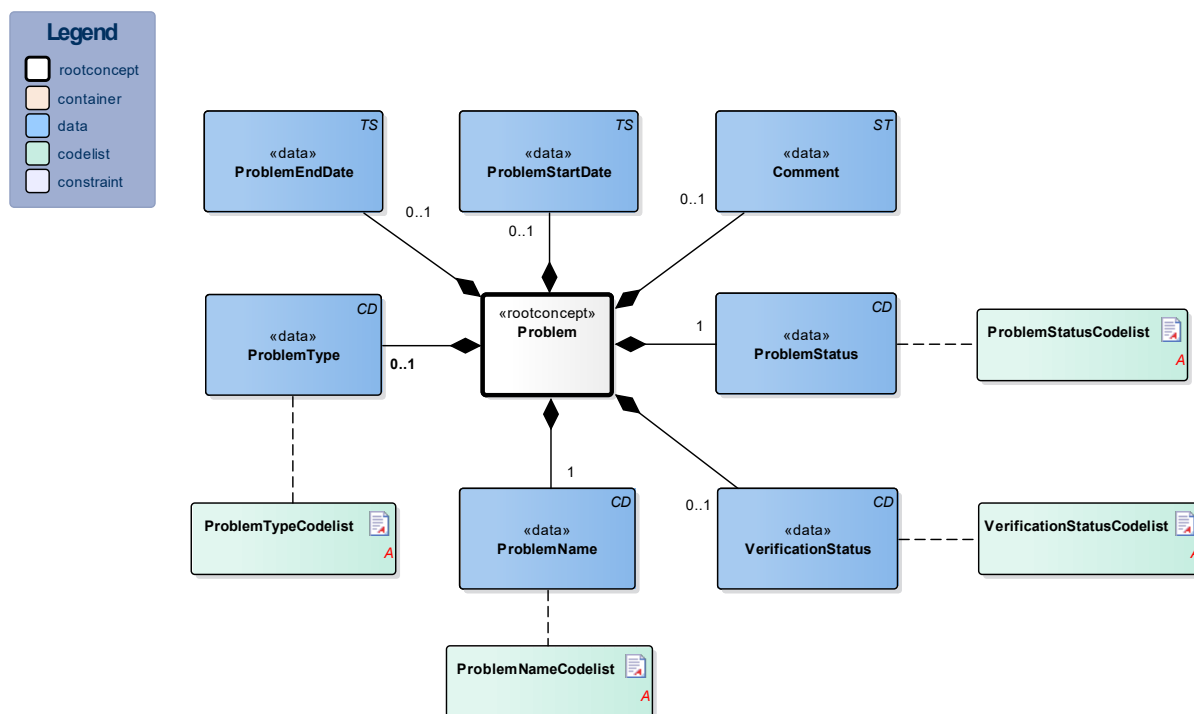 Legend
rootconcept
container
data
codelist
constraint
TS
«data»
ProblemEndDate
0..1
TS
«data»
ProblemStartDate
0..1
ST
«data»
Comment
0..1
CD
«data»
ProblemType
0..1
«rootconcept»
Problem
1
CD
«data»
ProblemStatus
ProblemStatusCodelist
A
ProblemTypeCodelist
A
1
CD
«data»
ProblemName
0..1
CD
«data»
VerificationStatus
VerificationStatusCodelist
A
ProblemNameCodelist
A